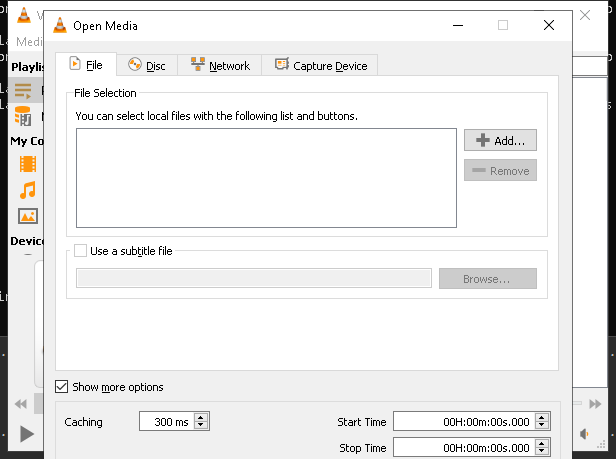 Open Media
Medi
File
Disc
Network
Capture Device
Playlis
File Selection
You can select local files with the following list and buttons.
Add...
Remove
My Co
Device
Use a subtitle file
Browse...
Show more options
Caching
300 ms
Start Time
00H:00m:00s.000
Stop Time
00H:00m:00s.000